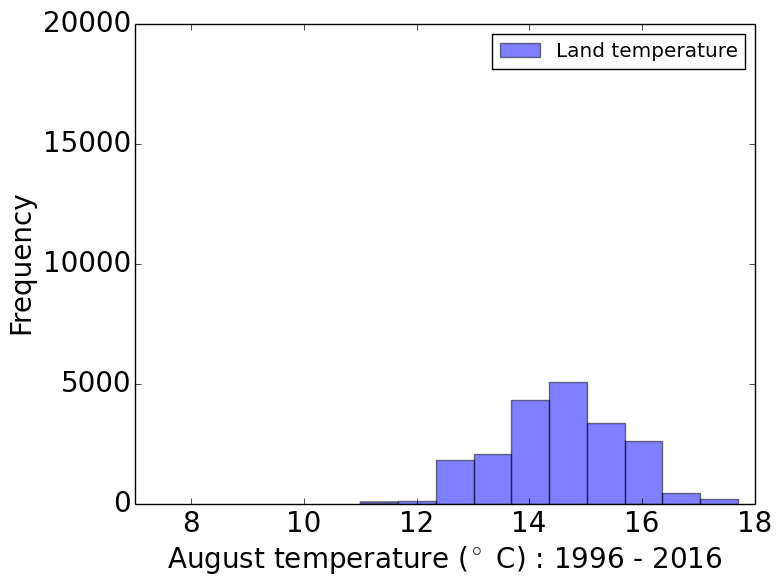 20000
15000
10000
5000
0
Frequency
Land temperature
8 10 12 14 16 18
August temperature (° C) : 1996 - 2016